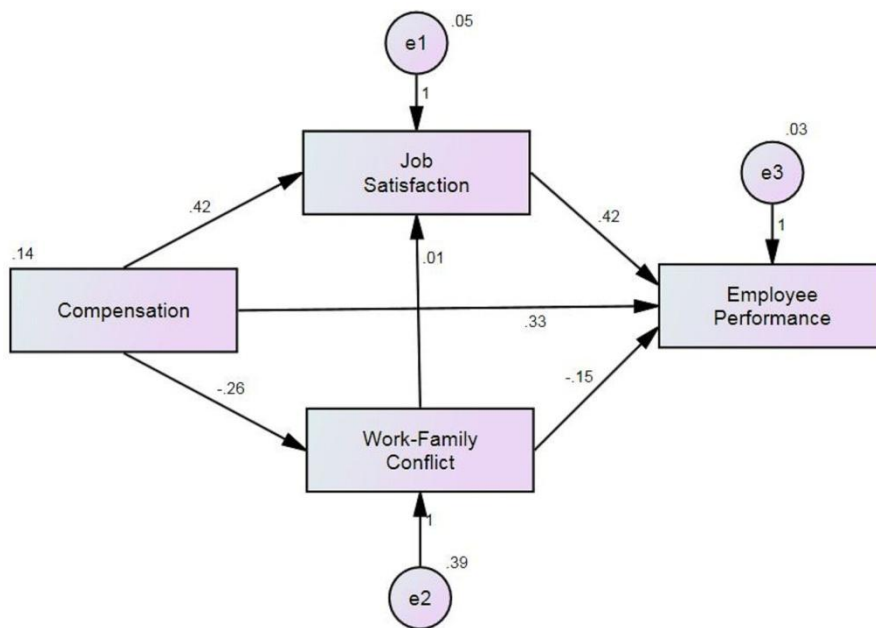 .05
e1
1
Job
Satisfaction
.03
e3
.42
.42
1
.14
.01
Compensation
.33
Employee
Performance
-.26
-.15
Work-Family
Conflict
1
.39
e2